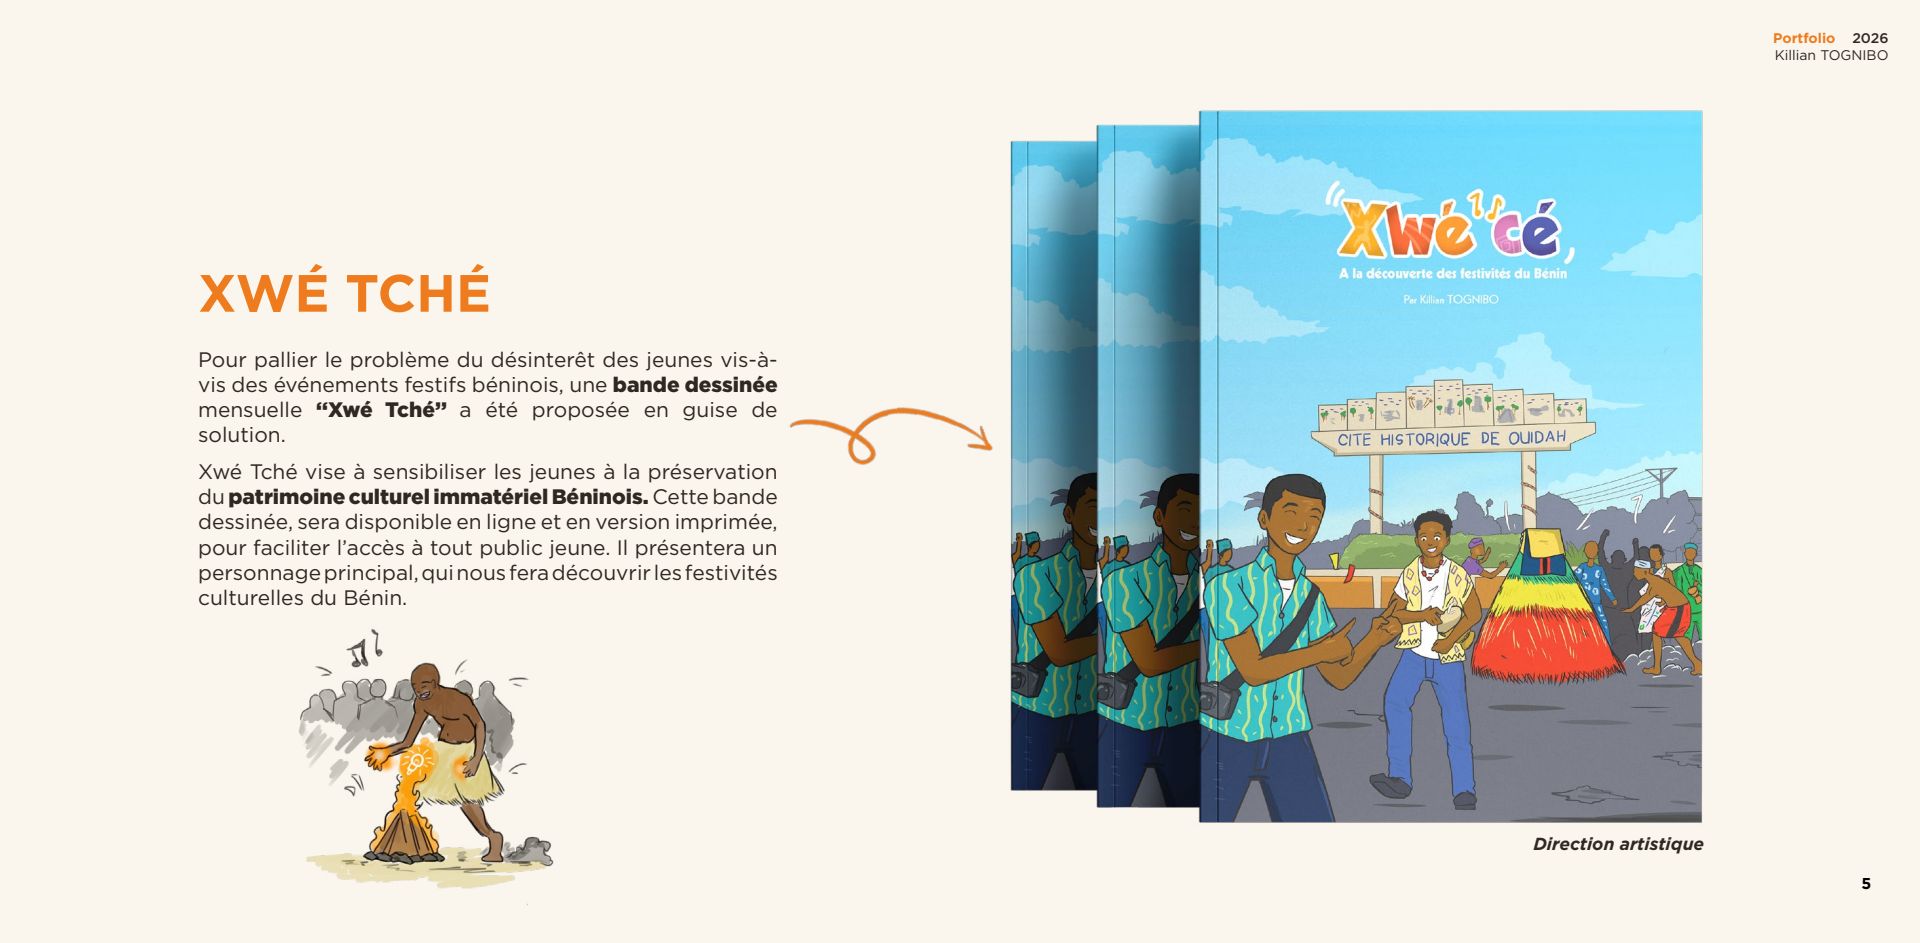 Portfolio 2026
Killian TOGNIBO
XWÉ TCHÉ
Pour pallier le problème du désinterêt des jeunes vis-à-
vis des événements festifs béninois, une bande dessinée
mensuelle “Xwé Tché” a été proposée en guise de
solution.
Xwé Tché vise à sensibiliser les jeunes à la préservation
du patrimoine culturel immatériel Béninois. Cette bande
dessinée, sera disponible en ligne et en version imprimée,
pour faciliter l’accès à tout public jeune. Il présentera un
personnage principal, qui nous fera découvrir les festivités
culturelles du Bénin.
Xwé cé
A la découverte des festivités du Bénin
Par Killian TOGNIBO
CITE HISTORIQUE DE OUIDAH
Direction artistique
5